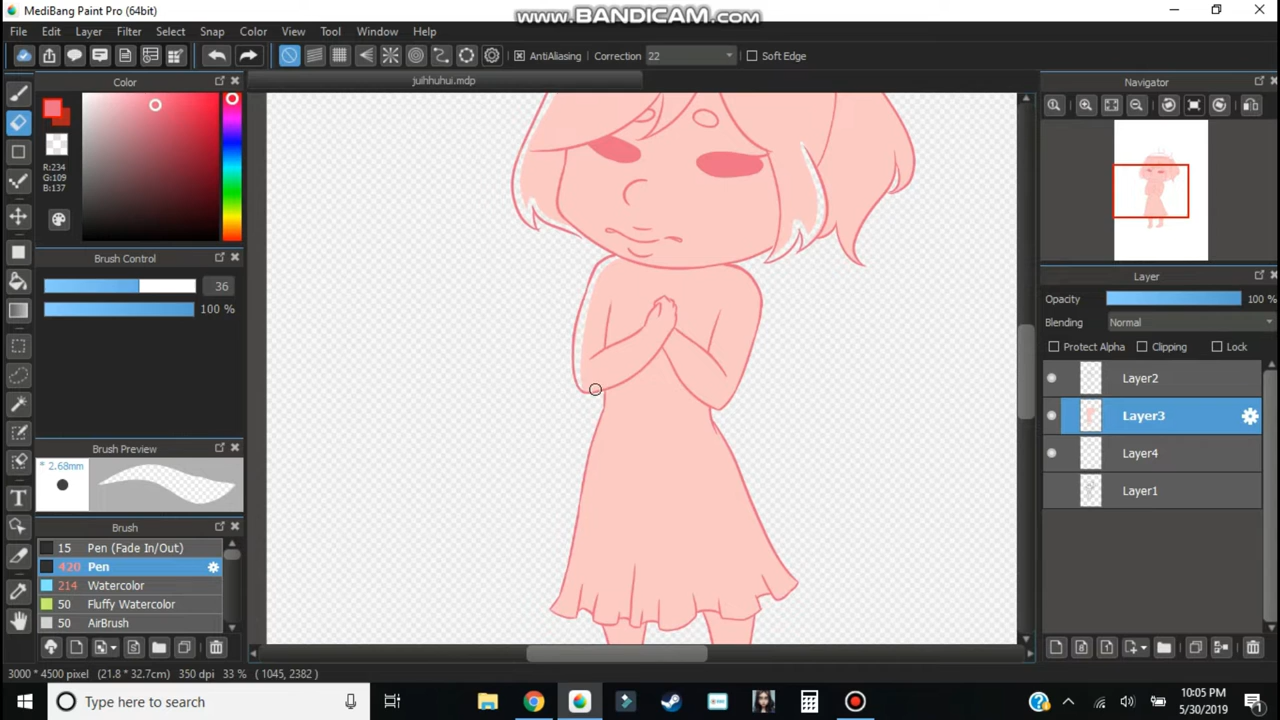 MediBang Paint Pro (64bit)
www.BANDICAM.com
File Edit Layer Filter Select Snap Color View Tool Window Help
AntiAliasing Correction 22 Soft Edge
Color
juihhuhui.mdp
Navigator
R:234
G:109
B:137
Brush Control
36
100 %
Layer
Opacity 100 %
Blending Normal
Protect Alpha Clipping Lock
Layer2
Layer3
Layer4
Layer1
Brush Preview
* 2.68mm
Brush
15 Pen (Fade In/Out)
420 Pen
214 Watercolor
50 Fluffy Watercolor
50 AirBrush
3000 * 4500 pixel (21.8 * 32.7cm) 350 dpi 33 % ( 1045, 2382 )
Type here to search
10:05 PM
5/30/2019